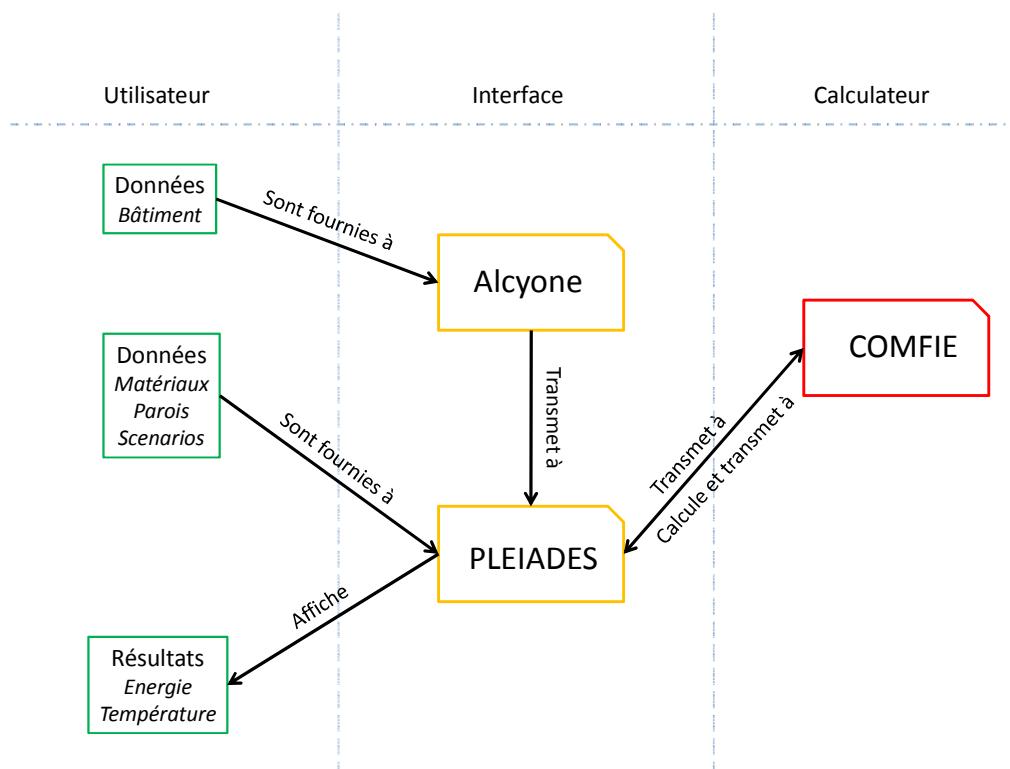 Utilisateur
Interface
Calculateur
Données
Bâtiment
Sont fournies à
Alcyone
Données
Matériaux
Parois
Scenarios
Sont fournies à
Transmet à
COMFIE
Transmet à
Calcule et transmet à
PLEIADES
Affiche
Résultats
Energie
Température